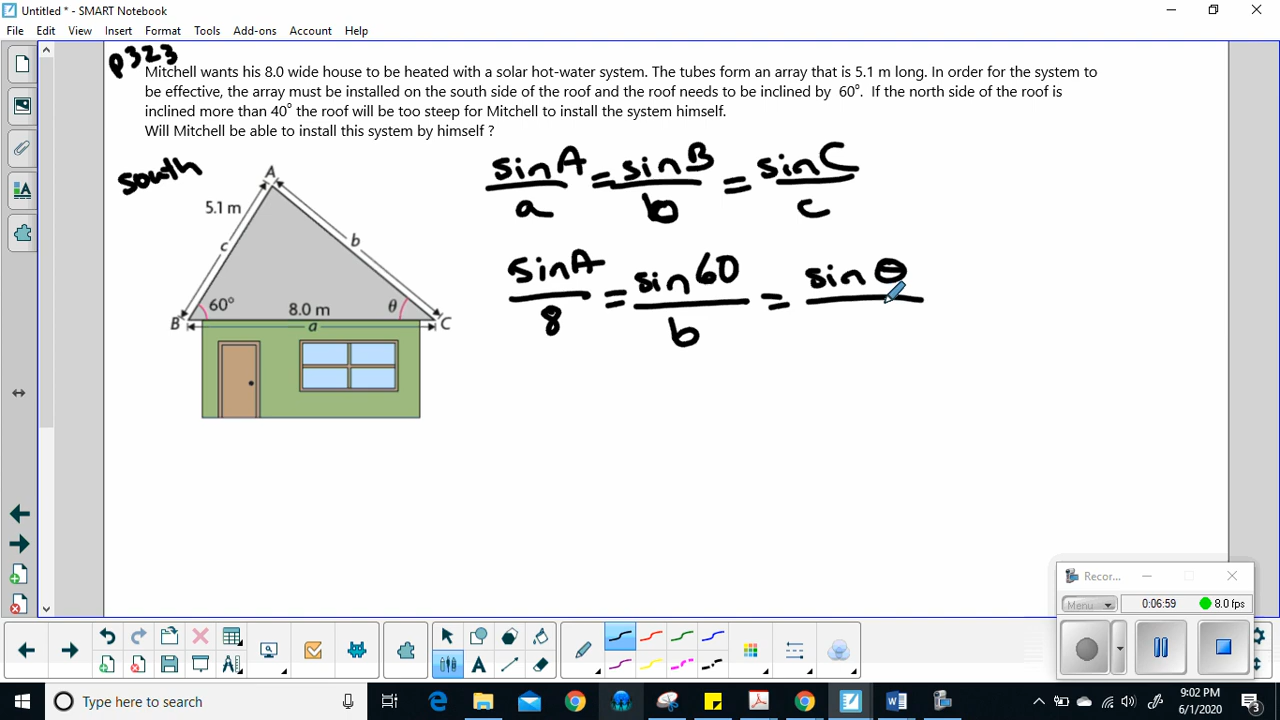 Untitled * - SMART Notebook
File Edit View Insert Format Tools Add-ons Account Help
p323
Mitchell wants his 8.0 wide house to be heated with a solar hot-water system. The tubes form an array that is 5.1 m long. In order for the system to
be effective, the array must be installed on the south side of the roof and the roof needs to be inclined by 60°. If the north side of the roof is
inclined more than 40° the roof will be too steep for Mitchell to install the system himself.
Will Mitchell be able to install this system by himself ?
south
A
5.1 m
c
b
60°
8.0 m
θ
B
a
C
sinA/a = sinB/b = sinC/c
sinA/8 = sin60/b = sinθ
Recor...
Menu
0:06:59
8.0 fps
Type here to search
9:02 PM
6/1/2020
3